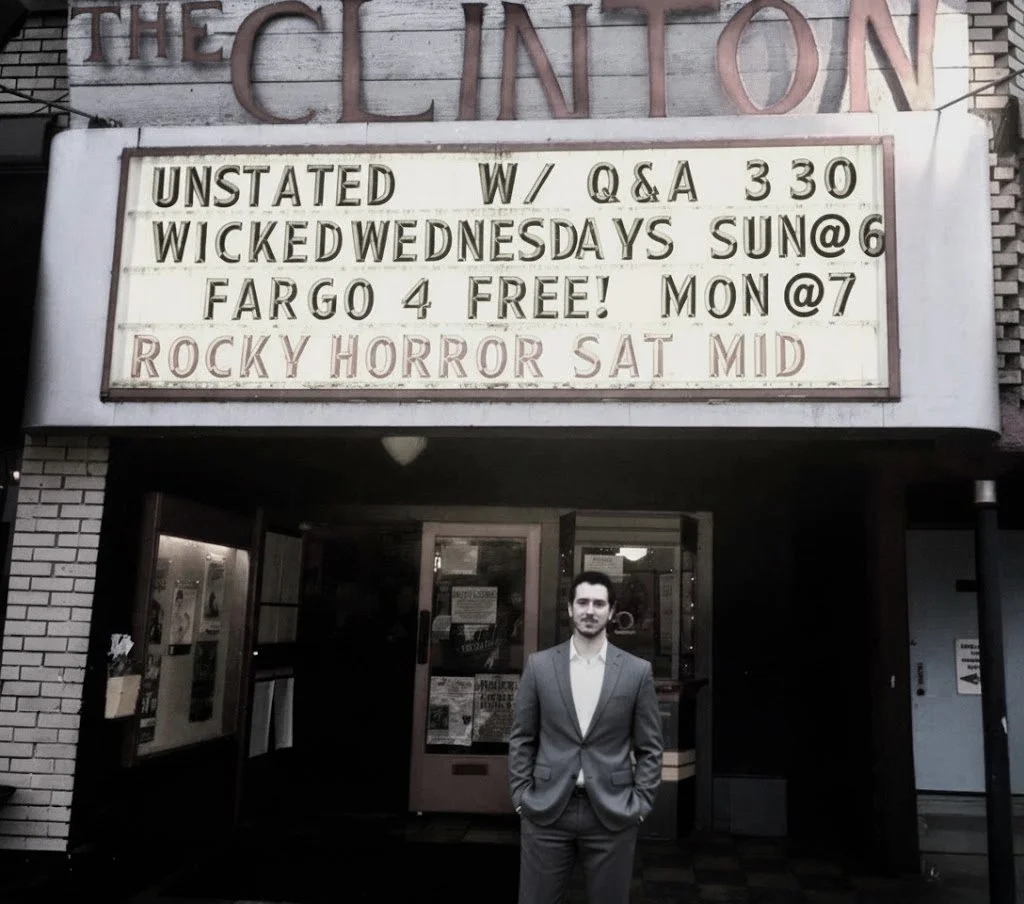 THE CLINTON
UNSTATED W/ Q&A 330
WICKEDWEDNESDAYS SUN@6
FARGO 4 FREE! MON@7
ROCKY HORROR SAT MID